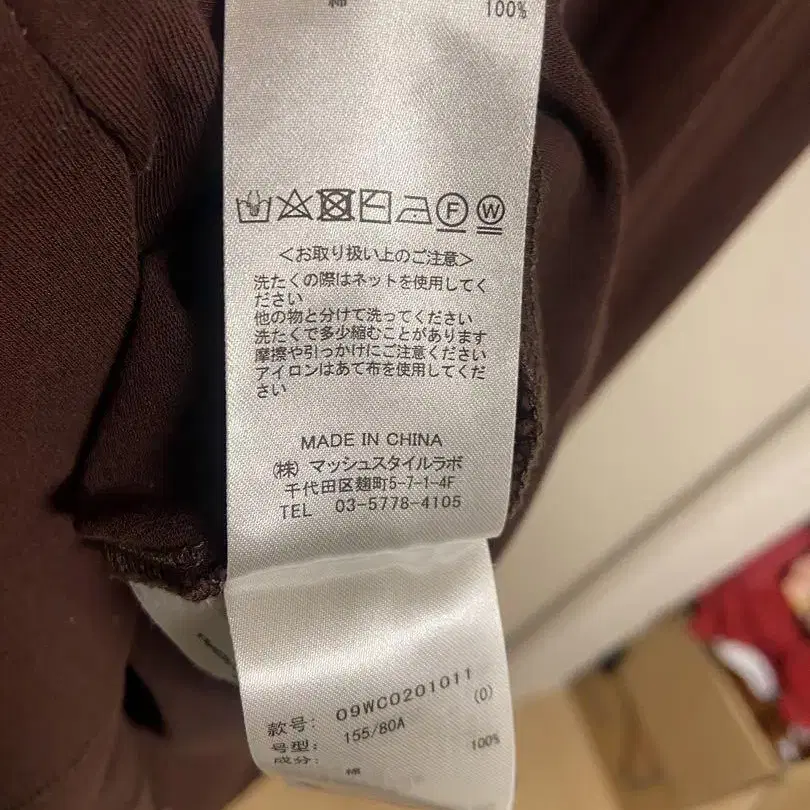 綿 100%
F W
＜お取り扱い上のご注意＞
洗たくの際はネットを使用してく
ださい
他の物と分けて洗ってください
洗たくで多少縮むことがあります
摩擦や引っかけにご注意ください
アイロンはあて布を使用してくだ
さい
MADE IN CHINA
(株) マッシュスタイルラボ
千代田区麹町5-7-1-4F
TEL 03-5778-4105
款号: 09WCO201011
号型: 155/80A (0)
成分: 綿 100%